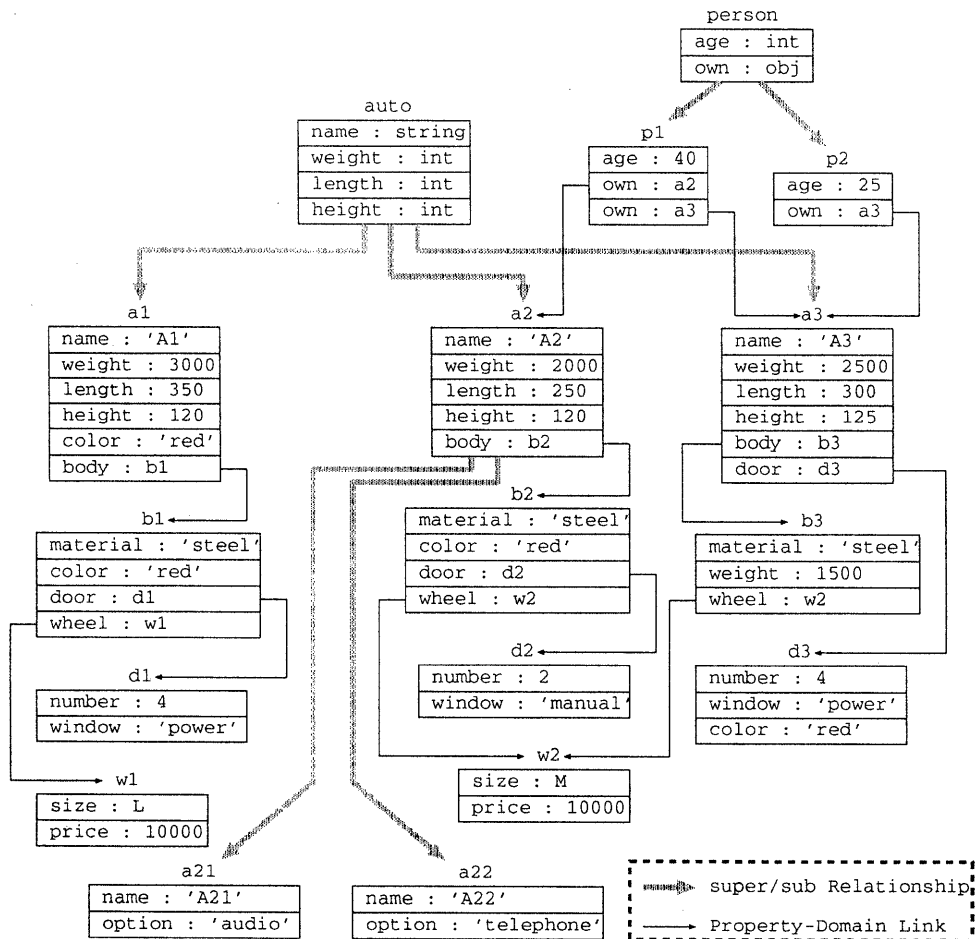 person
age : int
own : obj
auto
name : string
weight : int
length : int
height : int
p1
age : 40
own : a2
own : a3
p2
age : 25
own : a3
a1
name : 'A1'
weight : 3000
length : 350
height : 120
color : 'red'
body : b1
a2
name : 'A2'
weight : 2000
length : 250
height : 120
body : b2
a3
name : 'A3'
weight : 2500
length : 300
height : 125
body : b3
door : d3
b1
material : 'steel'
color : 'red'
door : d1
wheel : w1
b2
material : 'steel'
color : 'red'
door : d2
wheel : w2
b3
material : 'steel'
weight : 1500
wheel : w2
d1
number : 4
window : 'power'
d2
number : 2
window : 'manual'
d3
number : 4
window : 'power'
color : 'red'
w1
size : L
price : 10000
w2
size : M
price : 10000
a21
name : 'A21'
option : 'audio'
a22
name : 'A22'
option : 'telephone'
super/sub Relationship
Property-Domain Link